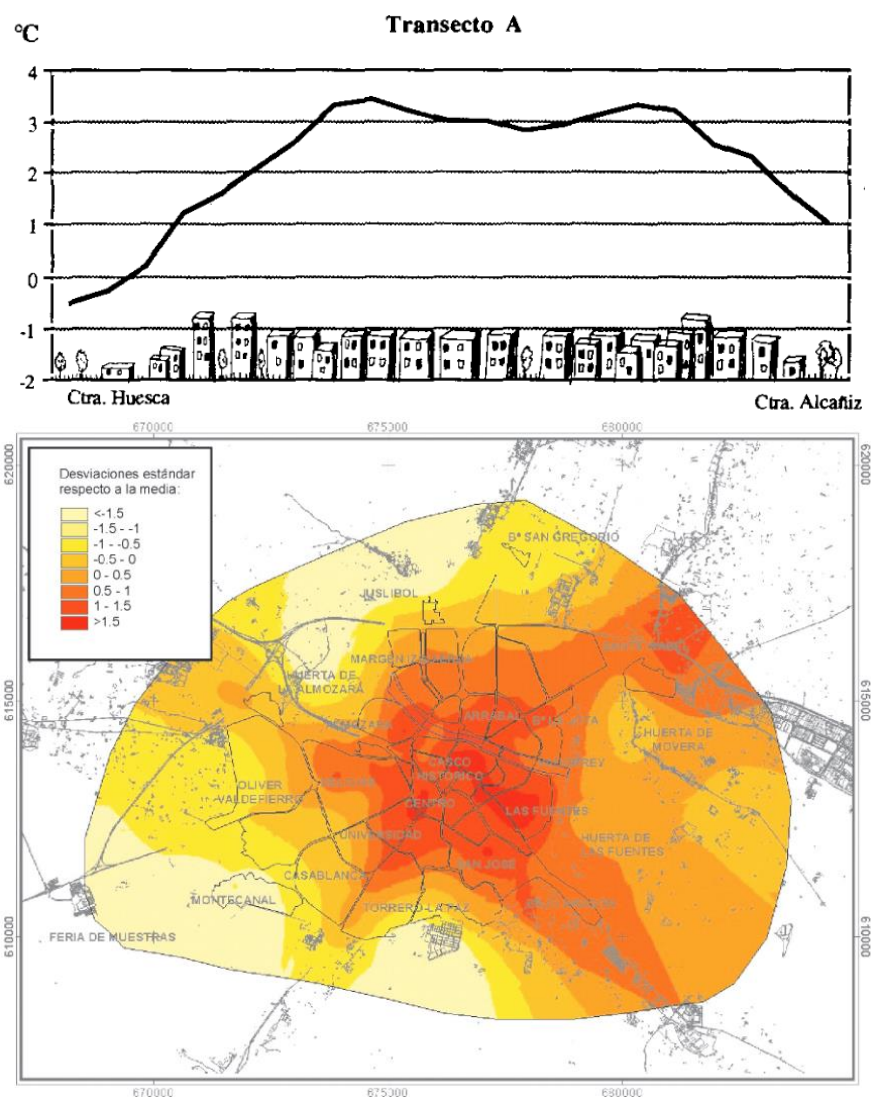 Transecto A
°C
4
3
2
1
0
-1
-2
Ctra. Huesca
Ctra. Alcañiz
670000
675000
680000
620000
620000
Desviaciones estándar
respecto a la media:
<-1.5
-1.5 - -1
-1 - -0.5
-0.5 - 0
0 - 0.5
0.5 - 1
1 - 1.5
>1.5
Bº SAN GREGORIO
JUSLIBOL
MARGEN IZQUIERDA
HUERTA DE
LA ALMOZARA
615000
615000
ARRABAL
ALMOZARA
HUERTA DE
MOVERA
CASCO
HISTÓRICO
OLIVER
VALDEFIERRO
DELICIAS
CENTRO
LAS FUENTES
UNIVERSIDAD
HUERTA DE
LAS FUENTES
SAN JOSÉ
CASABLANCA
MONTECANAL
TORRERO-LA PAZ
610000
610000
FERIA DE MUESTRAS
670000
675000
680000